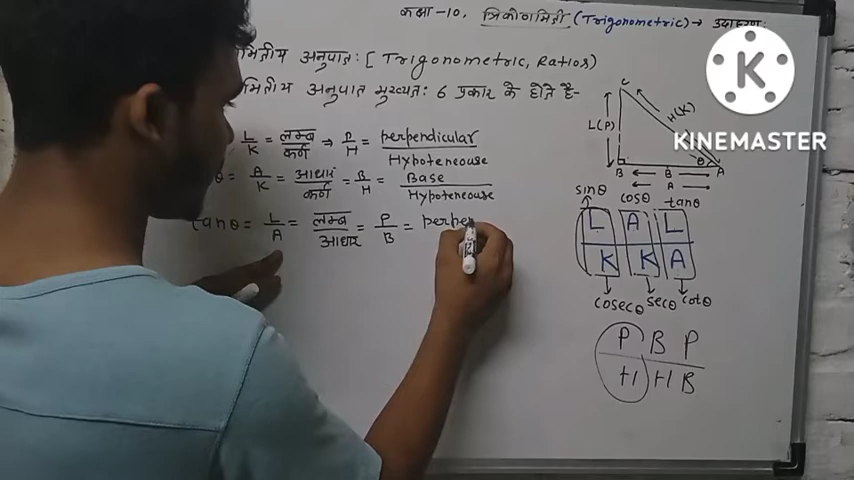 कक्षा-10, त्रिकोणमिती (Trigonometric) → उदाहरण:
मितीय अनुपात: [Trigonometric, Ratios)
मितीय अनुपात मुख्यत: 6 प्रकार के होते है-
L/K = लम्ब/कर्ण → P/H = perpendicular/Hypoteneouse
θ = A/K = आधार/कर्ण = B/H = Base/Hypoteneouse
tanθ = L/A = लम्ब/आधार = P/B = perpe
C
L(P) H(K)
θ
B B A
A
sinθ cosθ tanθ
L A L
K K A
cosecθ secθ cotθ
P B P
H H B
K
KINEMASTER